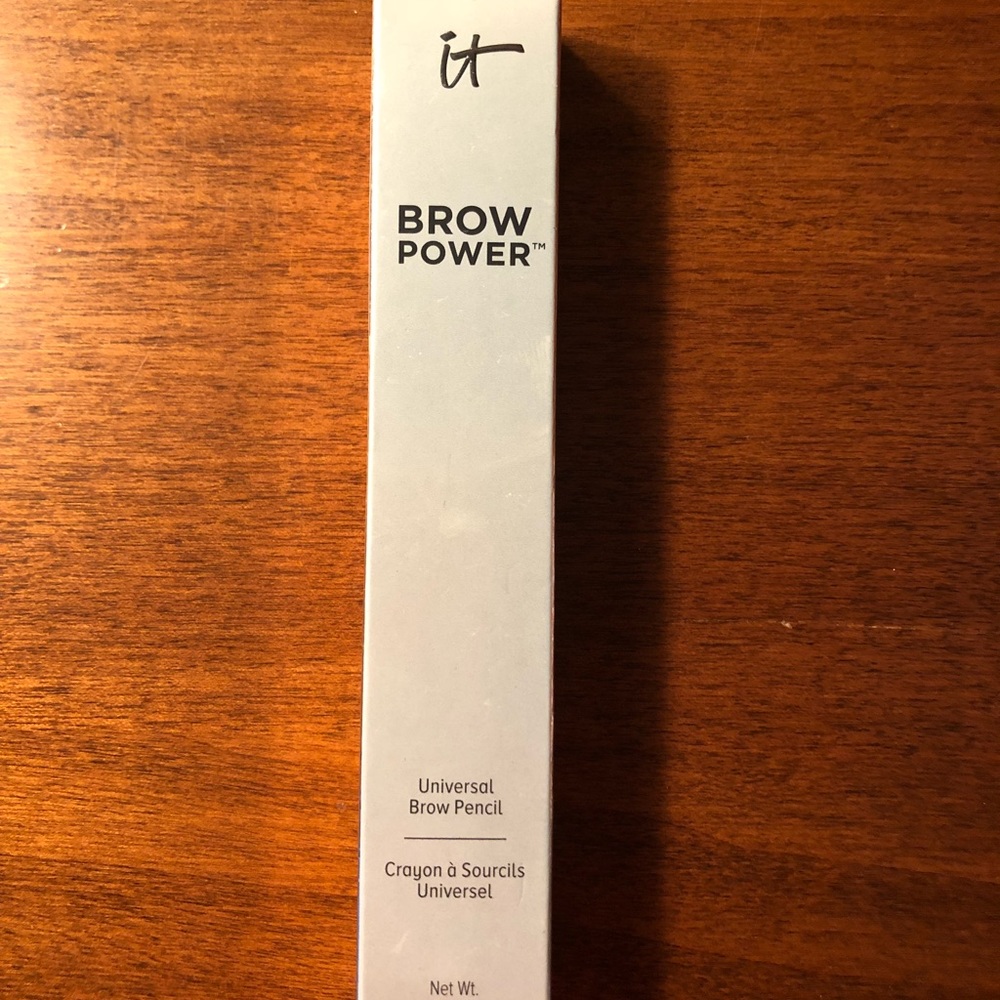 it
BROW
POWER™
Universal
Brow Pencil
Crayon à Sourcils
Universel
Net Wt.